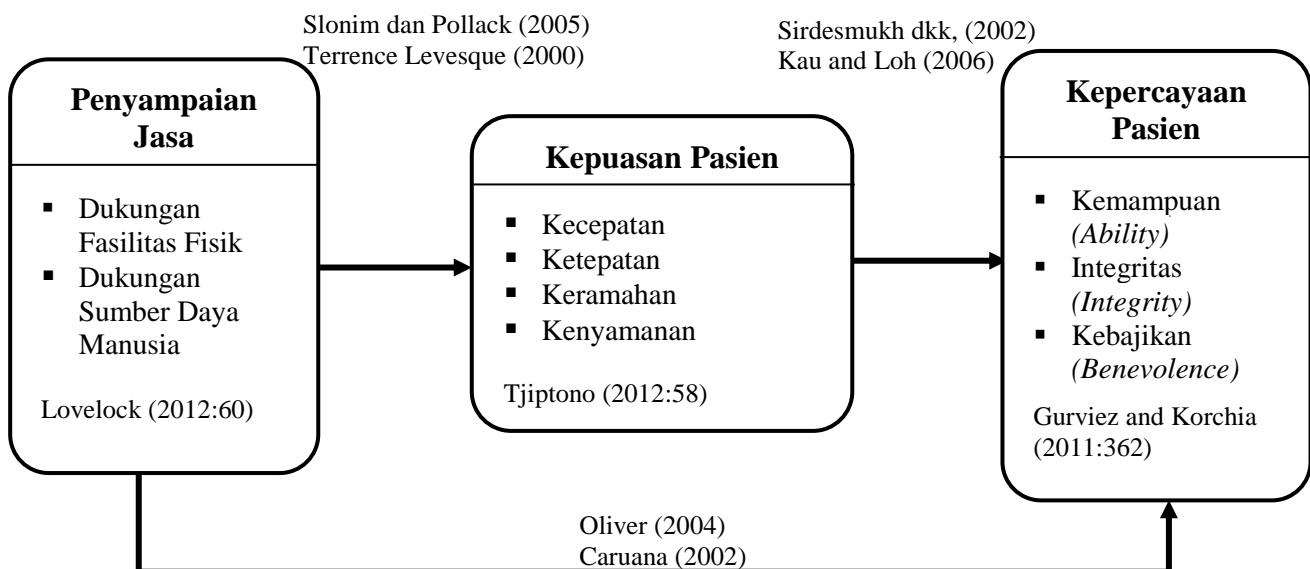 Slonim dan Pollack (2005)
Terrence Levesque (2000)
Sirdesmukh dkk, (2002)
Kau and Loh (2006)
Penyampaian
Jasa
▪ Dukungan
Fasilitas Fisik
▪ Dukungan
Sumber Daya
Manusia
Lovelock (2012:60)
Kepuasan Pasien
▪ Kecepatan
▪ Ketepatan
▪ Keramahan
▪ Kenyamanan
Tjiptono (2012:58)
Kepercayaan
Pasien
▪ Kemampuan
(Ability)
▪ Integritas
(Integrity)
▪ Kebajikan
(Benevolence)
Gurviez and Korchia
(2011:362)
Oliver (2004)
Caruana (2002)